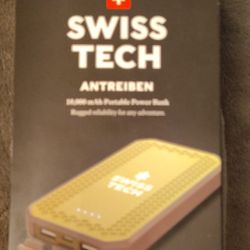 SWISS
TECH
ANTREIBEN
10,000 mAh Portable Power Bank
Rugged reliability for any adventure.
SWISS
TECH